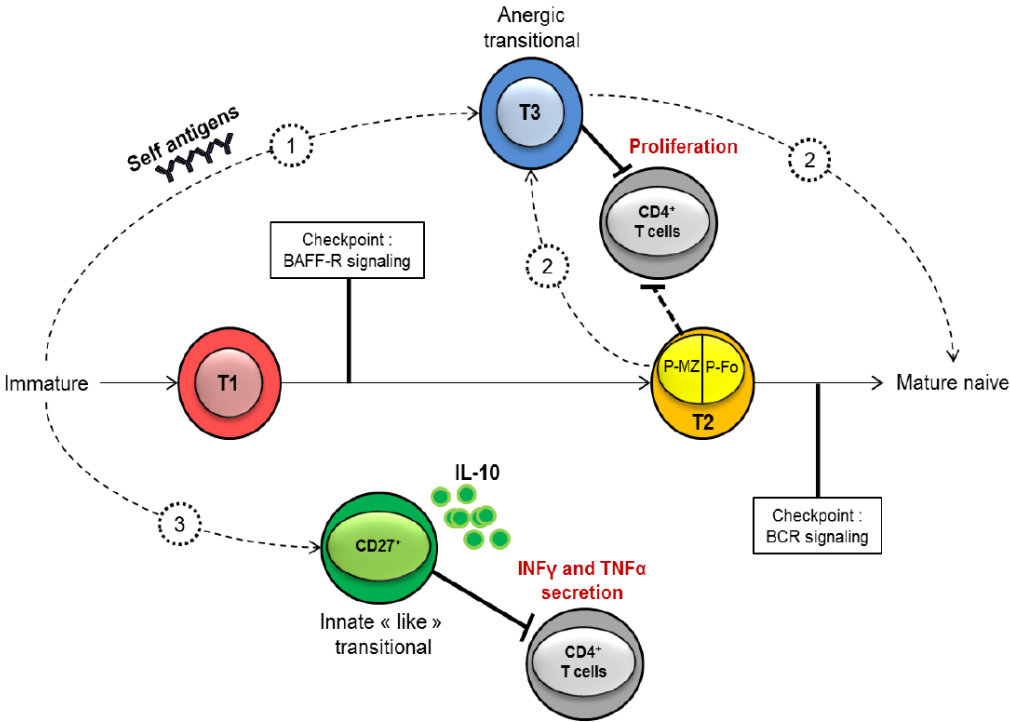 Anergic
transitional
T3
Self antigens
1
2
Proliferation
CD4⁺
T cells
Checkpoint :
BAFF-R signaling
2
Immature
T1
P-MZ P-Fo
T2
Mature naive
IL-10
3
CD27⁺
Checkpoint :
BCR signaling
INFγ and TNFα
secretion
Innate « like »
transitional
CD4⁺
T cells